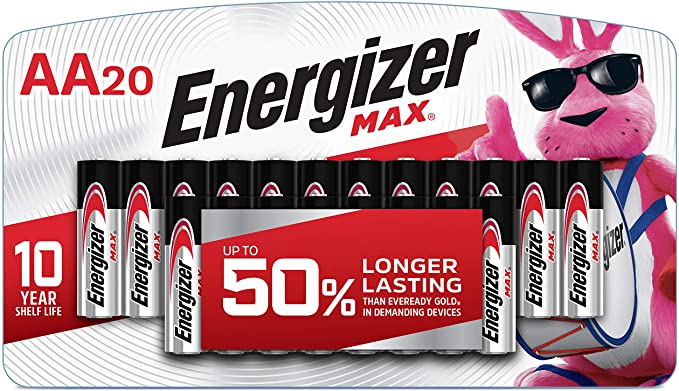 AA20
Energizer
MAX®
10
YEAR
SHELF LIFE
UP TO
50%
LONGER
LASTING
THAN EVEREADY GOLD®
IN DEMANDING DEVICES
Energizer
MAX
Energizer
MAX
Energizer
MAX
Energizer
MAX
Energizer
MAX
Energizer